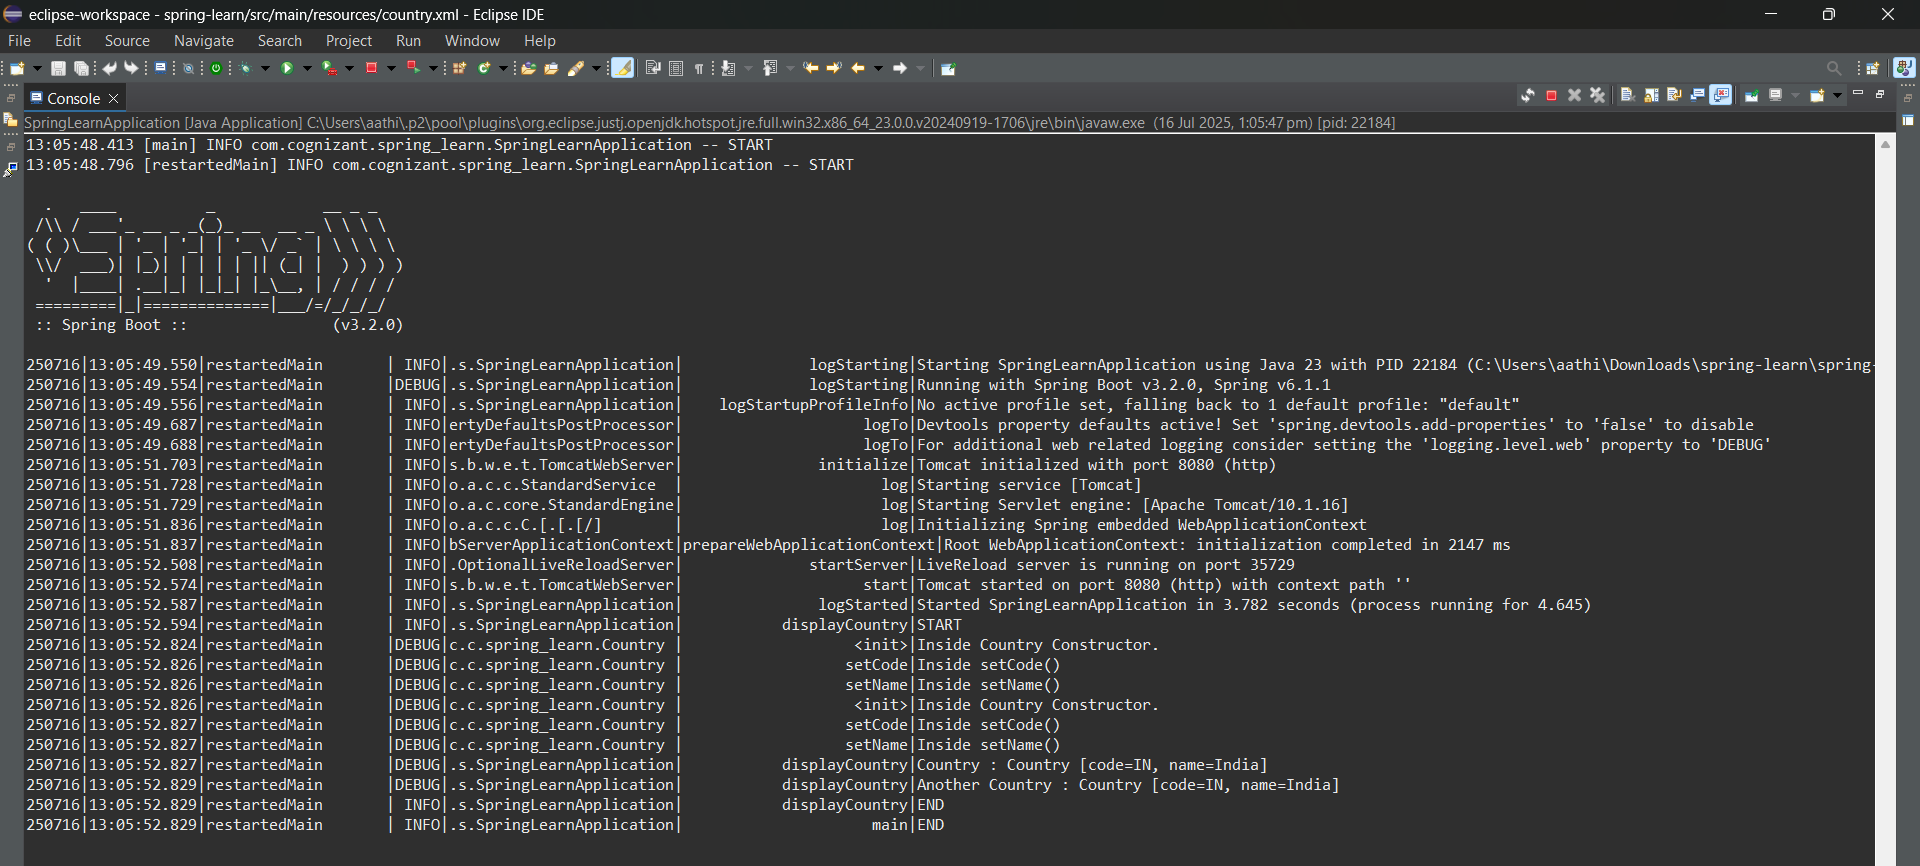 eclipse-workspace - spring-learn/src/main/resources/country.xml - Eclipse IDE
File Edit Source Navigate Search Project Run Window Help
Console
SpringLearnApplication [Java Application] C:\Users\aathi\.p2\pool\plugins\org.eclipse.justj.openjdk.hotspot.jre.full.win32.x86_64_23.0.0.v20240919-1706\jre\bin\javaw.exe (16 Jul 2025, 1:05:47 pm) [pid: 22184]
13:05:48.413 [main] INFO com.cognizant.spring_learn.SpringLearnApplication -- START
13:05:48.796 [restartedMain] INFO com.cognizant.spring_learn.SpringLearnApplication -- START
  .   ____          _            __ _ _
 /\\ / ___'_ __ _ _(_)_ __  __ _ \ \ \ \
( ( )\___ | '_ | '_| | '_ \/ _` | \ \ \ \
 \\/  ___)| |_)| | | | | || (_| |  ) ) ) )
  '  |____| .__|_| |_|_| |_\__, | / / / /
 =========|_|==============|___/=/_/_/_/
 :: Spring Boot ::                (v3.2.0)
250716|13:05:49.550|restartedMain       | INFO|.s.SpringLearnApplication|              logStarting|Starting SpringLearnApplication using Java 23 with PID 22184 (C:\Users\aathi\Downloads\spring-learn\spring-
250716|13:05:49.554|restartedMain       |DEBUG|.s.SpringLearnApplication|              logStarting|Running with Spring Boot v3.2.0, Spring v6.1.1
250716|13:05:49.556|restartedMain       | INFO|.s.SpringLearnApplication|    logStartupProfileInfo|No active profile set, falling back to 1 default profile: "default"
250716|13:05:49.687|restartedMain       | INFO|ertyDefaultsPostProcessor|                    logTo|Devtools property defaults active! Set 'spring.devtools.add-properties' to 'false' to disable
250716|13:05:49.688|restartedMain       | INFO|ertyDefaultsPostProcessor|                    logTo|For additional web related logging consider setting the 'logging.level.web' property to 'DEBUG'
250716|13:05:51.703|restartedMain       | INFO|s.b.w.e.t.TomcatWebServer|               initialize|Tomcat initialized with port 8080 (http)
250716|13:05:51.728|restartedMain       | INFO|o.a.c.c.StandardService  |                      log|Starting service [Tomcat]
250716|13:05:51.729|restartedMain       | INFO|o.a.c.core.StandardEngine|                      log|Starting Servlet engine: [Apache Tomcat/10.1.16]
250716|13:05:51.836|restartedMain       | INFO|o.a.c.c.C.[.[.[/]        |                      log|Initializing Spring embedded WebApplicationContext
250716|13:05:51.837|restartedMain       | INFO|bServerApplicationContext|prepareWebApplicationContext|Root WebApplicationContext: initialization completed in 2147 ms
250716|13:05:52.508|restartedMain       | INFO|.OptionalLiveReloadServer|              startServer|LiveReload server is running on port 35729
250716|13:05:52.574|restartedMain       | INFO|s.b.w.e.t.TomcatWebServer|                    start|Tomcat started on port 8080 (http) with context path ''
250716|13:05:52.587|restartedMain       | INFO|.s.SpringLearnApplication|               logStarted|Started SpringLearnApplication in 3.782 seconds (process running for 4.645)
250716|13:05:52.594|restartedMain       | INFO|.s.SpringLearnApplication|           displayCountry|START
250716|13:05:52.824|restartedMain       |DEBUG|c.c.spring_learn.Country |                   <init>|Inside Country Constructor.
250716|13:05:52.826|restartedMain       |DEBUG|c.c.spring_learn.Country |                  setCode|Inside setCode()
250716|13:05:52.826|restartedMain       |DEBUG|c.c.spring_learn.Country |                  setName|Inside setName()
250716|13:05:52.826|restartedMain       |DEBUG|c.c.spring_learn.Country |                   <init>|Inside Country Constructor.
250716|13:05:52.827|restartedMain       |DEBUG|c.c.spring_learn.Country |                  setCode|Inside setCode()
250716|13:05:52.827|restartedMain       |DEBUG|c.c.spring_learn.Country |                  setName|Inside setName()
250716|13:05:52.827|restartedMain       |DEBUG|.s.SpringLearnApplication|           displayCountry|Country : Country [code=IN, name=India]
250716|13:05:52.829|restartedMain       |DEBUG|.s.SpringLearnApplication|           displayCountry|Another Country : Country [code=IN, name=India]
250716|13:05:52.829|restartedMain       | INFO|.s.SpringLearnApplication|           displayCountry|END
250716|13:05:52.829|restartedMain       | INFO|.s.SpringLearnApplication|                     main|END